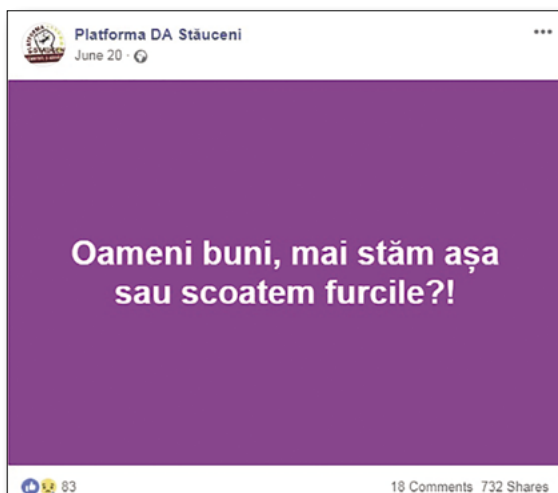 Platforma DA Stăuceni
June 20
Oameni buni, mai stăm așa
sau scoatem furcile?!
83
18 Comments 732 Shares